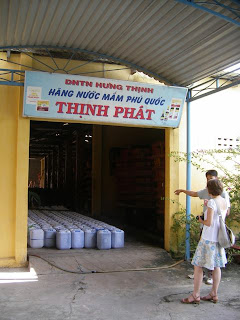 DNTN HƯNG THỊNH
HÃNG NƯỚC MẮM PHÚ QUỐC
THỊNH PHÁT